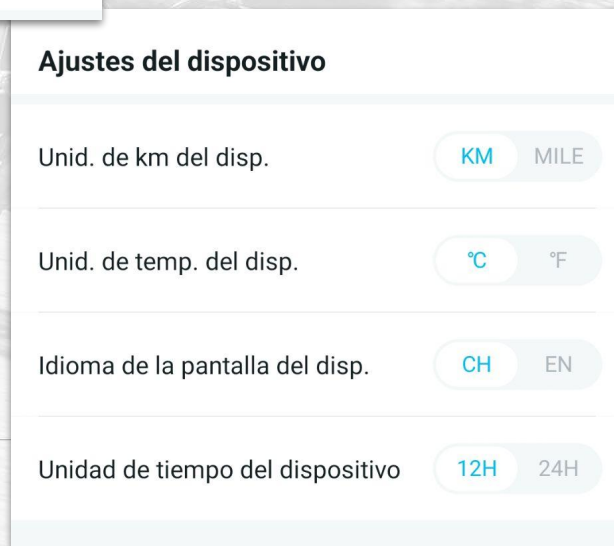 Ajustes del dispositivo
Unid. de km del disp. KM MILE
Unid. de temp. del disp. °C °F
Idioma de la pantalla del disp. CH EN
Unidad de tiempo del dispositivo 12H 24H